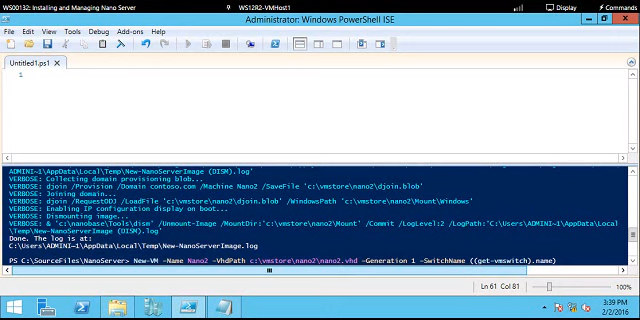 WS00132: Installing and Managing Nano Server
WS12R2-VMHost1
Display
Commands
Administrator: Windows PowerShell ISE
File Edit View Tools Debug Add-ons Help
Untitled1.ps1
1
ADMINI~1\AppData\Local\Temp\New-NanoServerImage (DISM).log'
VERBOSE: Collecting domain provisioning blob...
VERBOSE: djoin /Provision /Domain contoso.com /Machine Nano2 /SaveFile 'c:\vmstore\nano2\djoin.blob'
VERBOSE: Joining domain...
VERBOSE: djoin /RequestODJ /LoadFile 'c:\vmstore\nano2\djoin.blob' /WindowsPath 'c:\vmstore\nano2\Mount\Windows'
VERBOSE: Enabling IP configuration display on boot...
VERBOSE: Dismounting image...
VERBOSE: & 'c:\nanobase\Tools\dism' /Unmount-Image /MountDir:'c:\vmstore\nano2\Mount' /Commit /LogLevel:2 /LogPath:'C:\Users\ADMINI~1\AppData\Local
\Temp\New-NanoServerImage (DISM).log'
Done. The log is at:
C:\Users\ADMINI~1\AppData\Local\Temp\New-NanoServerImage.log
PS C:\SourceFiles\NanoServer> New-VM -Name Nano2 -VhdPath c:\vmstore\nano2\nano2.vhd -Generation 1 -SwitchName ((get-vmswitch).name)
Ln 61 Col 81
100%
3:39 PM
2/2/2016